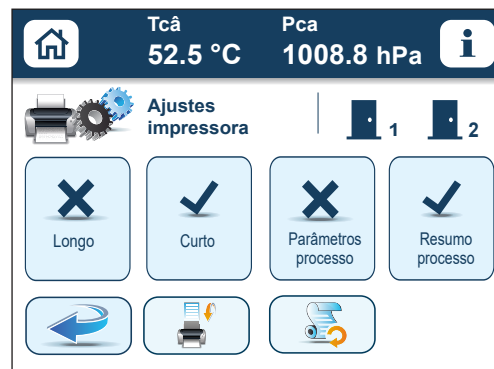 Tcâ Pca
52.5 °C 1008.8 hPa i
Ajustes
impressora
1 2
Longo Curto Parâmetros Resumo
processo processo